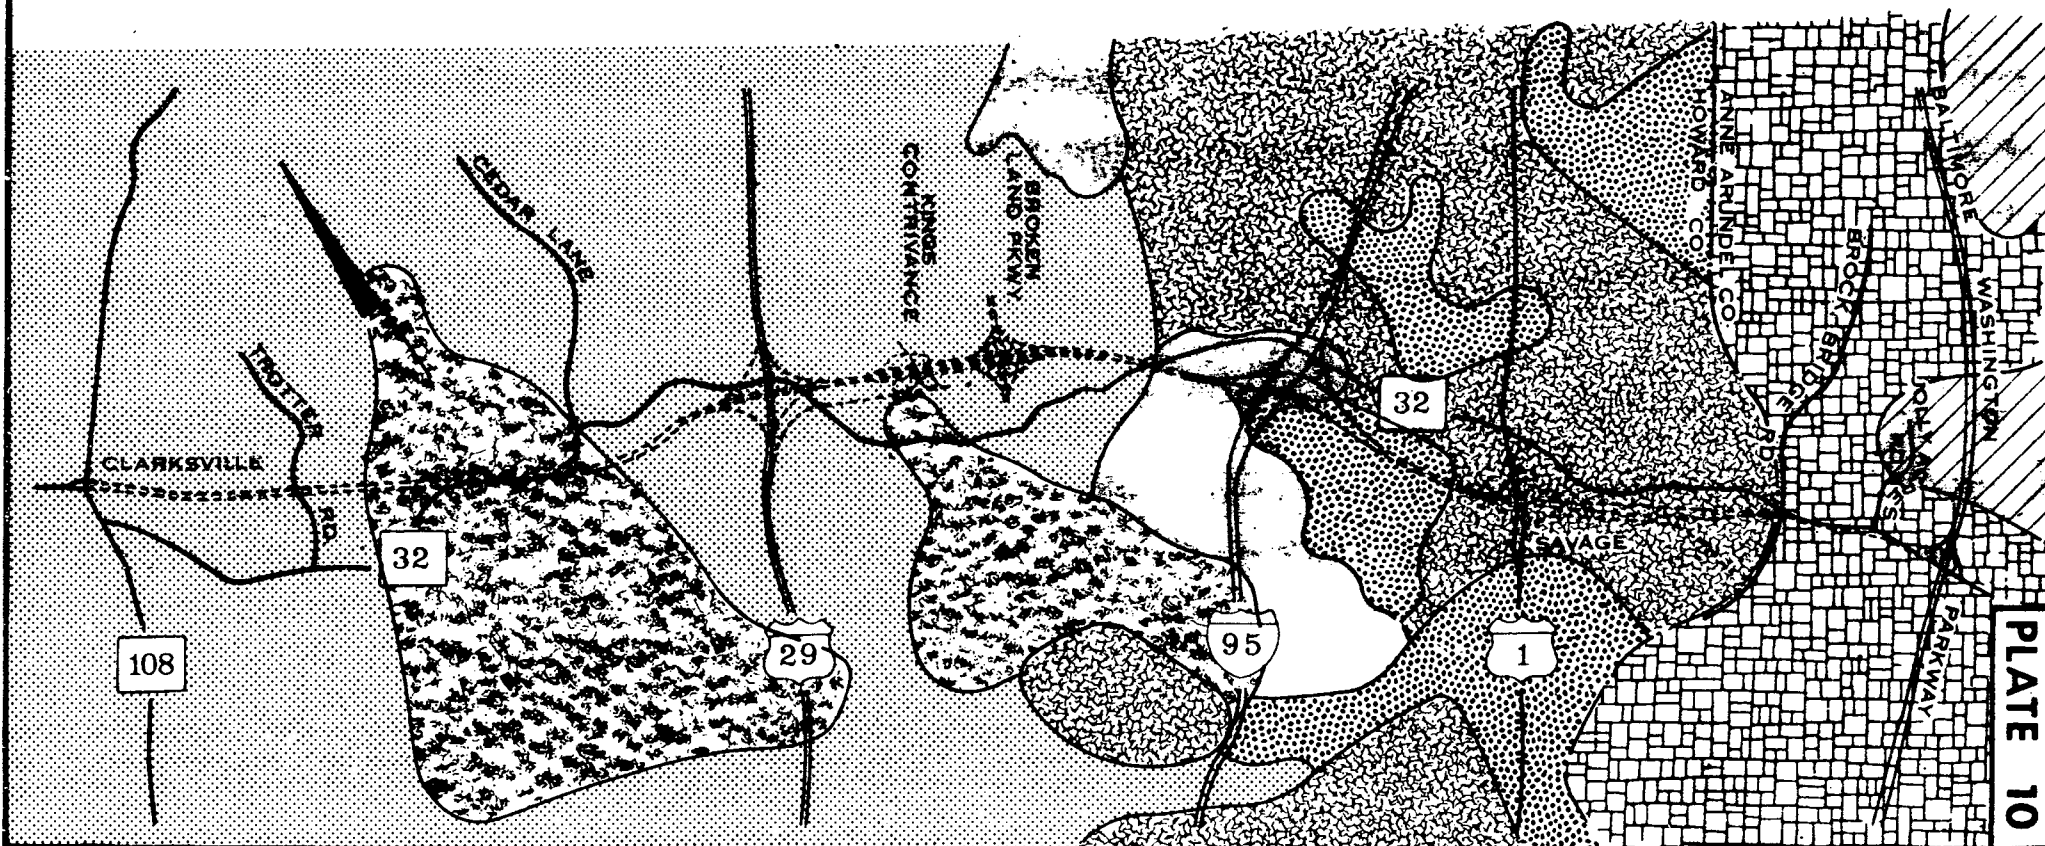 CEDAR LANE
KINGS
CONTRIVANCE
BROKEN
LAND PKWY
ANNE ARUNDEL CO
HOWARD CO
BALTIMORE WASHINGTON PARKWAY
BROCK BRIDGE RD
TROTTER RD
CLARKSVILLE
32
32
SAVAGE
108
29
95
1
PLATE 10